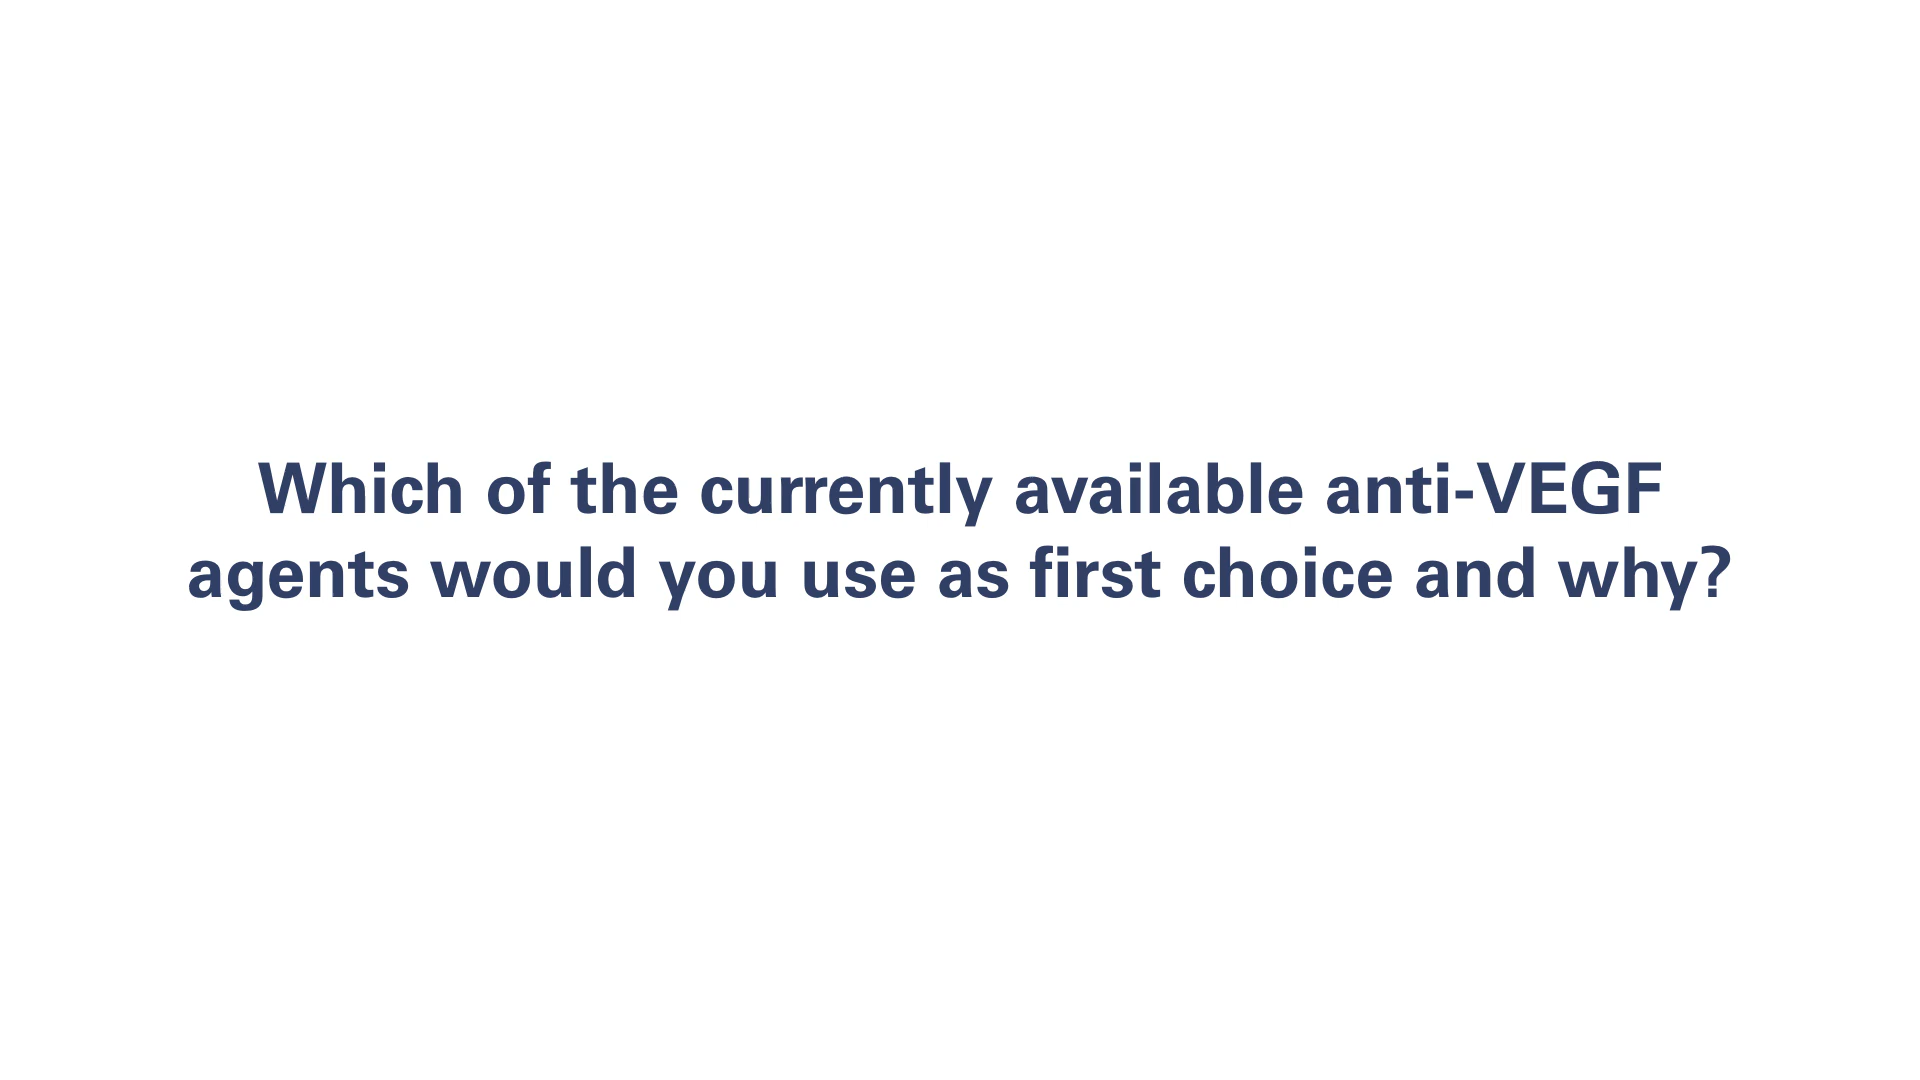 Which of the currently available anti-VEGF
agents would you use as first choice and why?